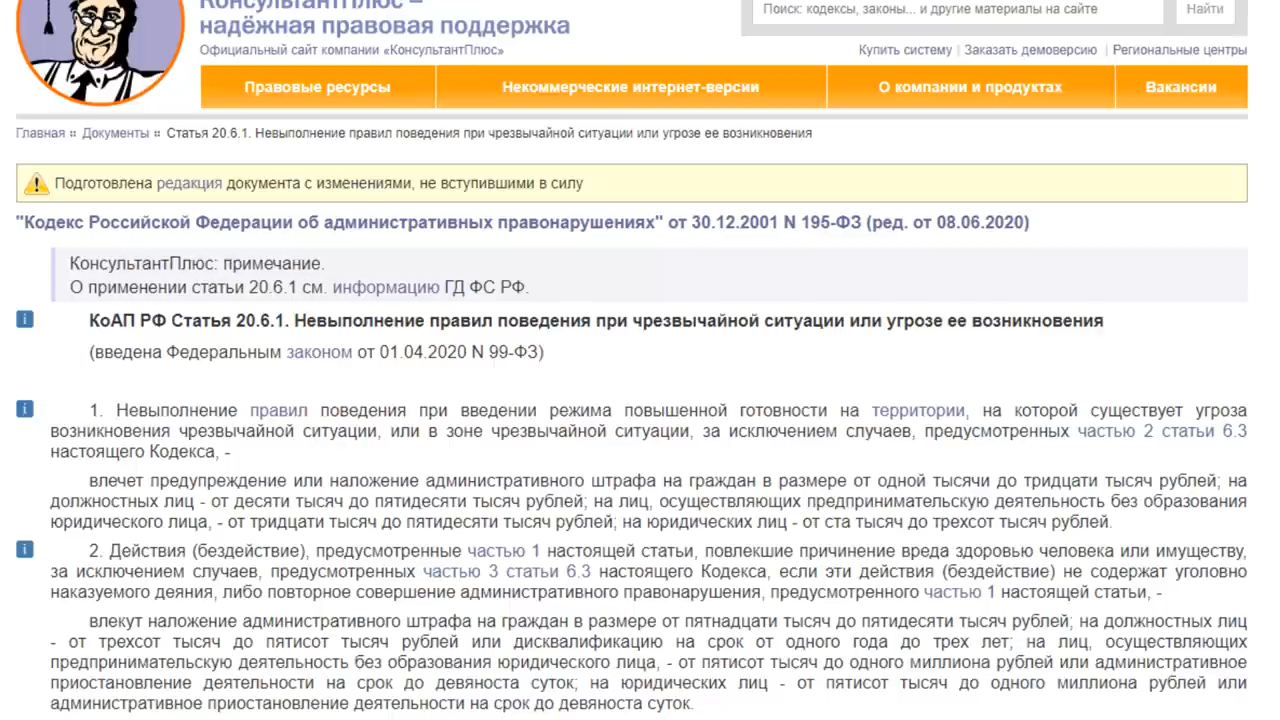 КонсультантПлюс –
надёжная правовая поддержка
Официальный сайт компании «КонсультантПлюс»
Поиск: кодексы, законы... и другие материалы на сайте
Найти
Купить систему | Заказать демоверсию | Региональные центры
Правовые ресурсы
Некоммерческие интернет-версии
О компании и продуктах
Вакансии
Главная :: Документы :: Статья 20.6.1. Невыполнение правил поведения при чрезвычайной ситуации или угрозе ее возникновения
Подготовлена редакция документа с изменениями, не вступившими в силу
"Кодекс Российской Федерации об административных правонарушениях" от 30.12.2001 N 195-ФЗ (ред. от 08.06.2020)
КонсультантПлюс: примечание.
О применении статьи 20.6.1 см. информацию ГД ФС РФ.
i
КоАП РФ Статья 20.6.1. Невыполнение правил поведения при чрезвычайной ситуации или угрозе ее возникновения
(введена Федеральным законом от 01.04.2020 N 99-ФЗ)
i
1. Невыполнение правил поведения при введении режима повышенной готовности на территории, на которой существует угроза
возникновения чрезвычайной ситуации, или в зоне чрезвычайной ситуации, за исключением случаев, предусмотренных частью 2 статьи 6.3
настоящего Кодекса, -
влечет предупреждение или наложение административного штрафа на граждан в размере от одной тысячи до тридцати тысяч рублей; на
должностных лиц - от десяти тысяч до пятидесяти тысяч рублей; на лиц, осуществляющих предпринимательскую деятельность без образования
юридического лица, - от тридцати тысяч до пятидесяти тысяч рублей; на юридических лиц - от ста тысяч до трехсот тысяч рублей.
i
2. Действия (бездействие), предусмотренные частью 1 настоящей статьи, повлекшие причинение вреда здоровью человека или имуществу,
за исключением случаев, предусмотренных частью 3 статьи 6.3 настоящего Кодекса, если эти действия (бездействие) не содержат уголовно
наказуемого деяния, либо повторное совершение административного правонарушения, предусмотренного частью 1 настоящей статьи, -
влекут наложение административного штрафа на граждан в размере от пятнадцати тысяч до пятидесяти тысяч рублей; на должностных лиц
- от трехсот тысяч до пятисот тысяч рублей или дисквалификацию на срок от одного года до трех лет; на лиц, осуществляющих
предпринимательскую деятельность без образования юридического лица, - от пятисот тысяч до одного миллиона рублей или административное
приостановление деятельности на срок до девяноста суток; на юридических лиц - от пятисот тысяч до одного миллиона рублей или
административное приостановление деятельности на срок до девяноста суток.